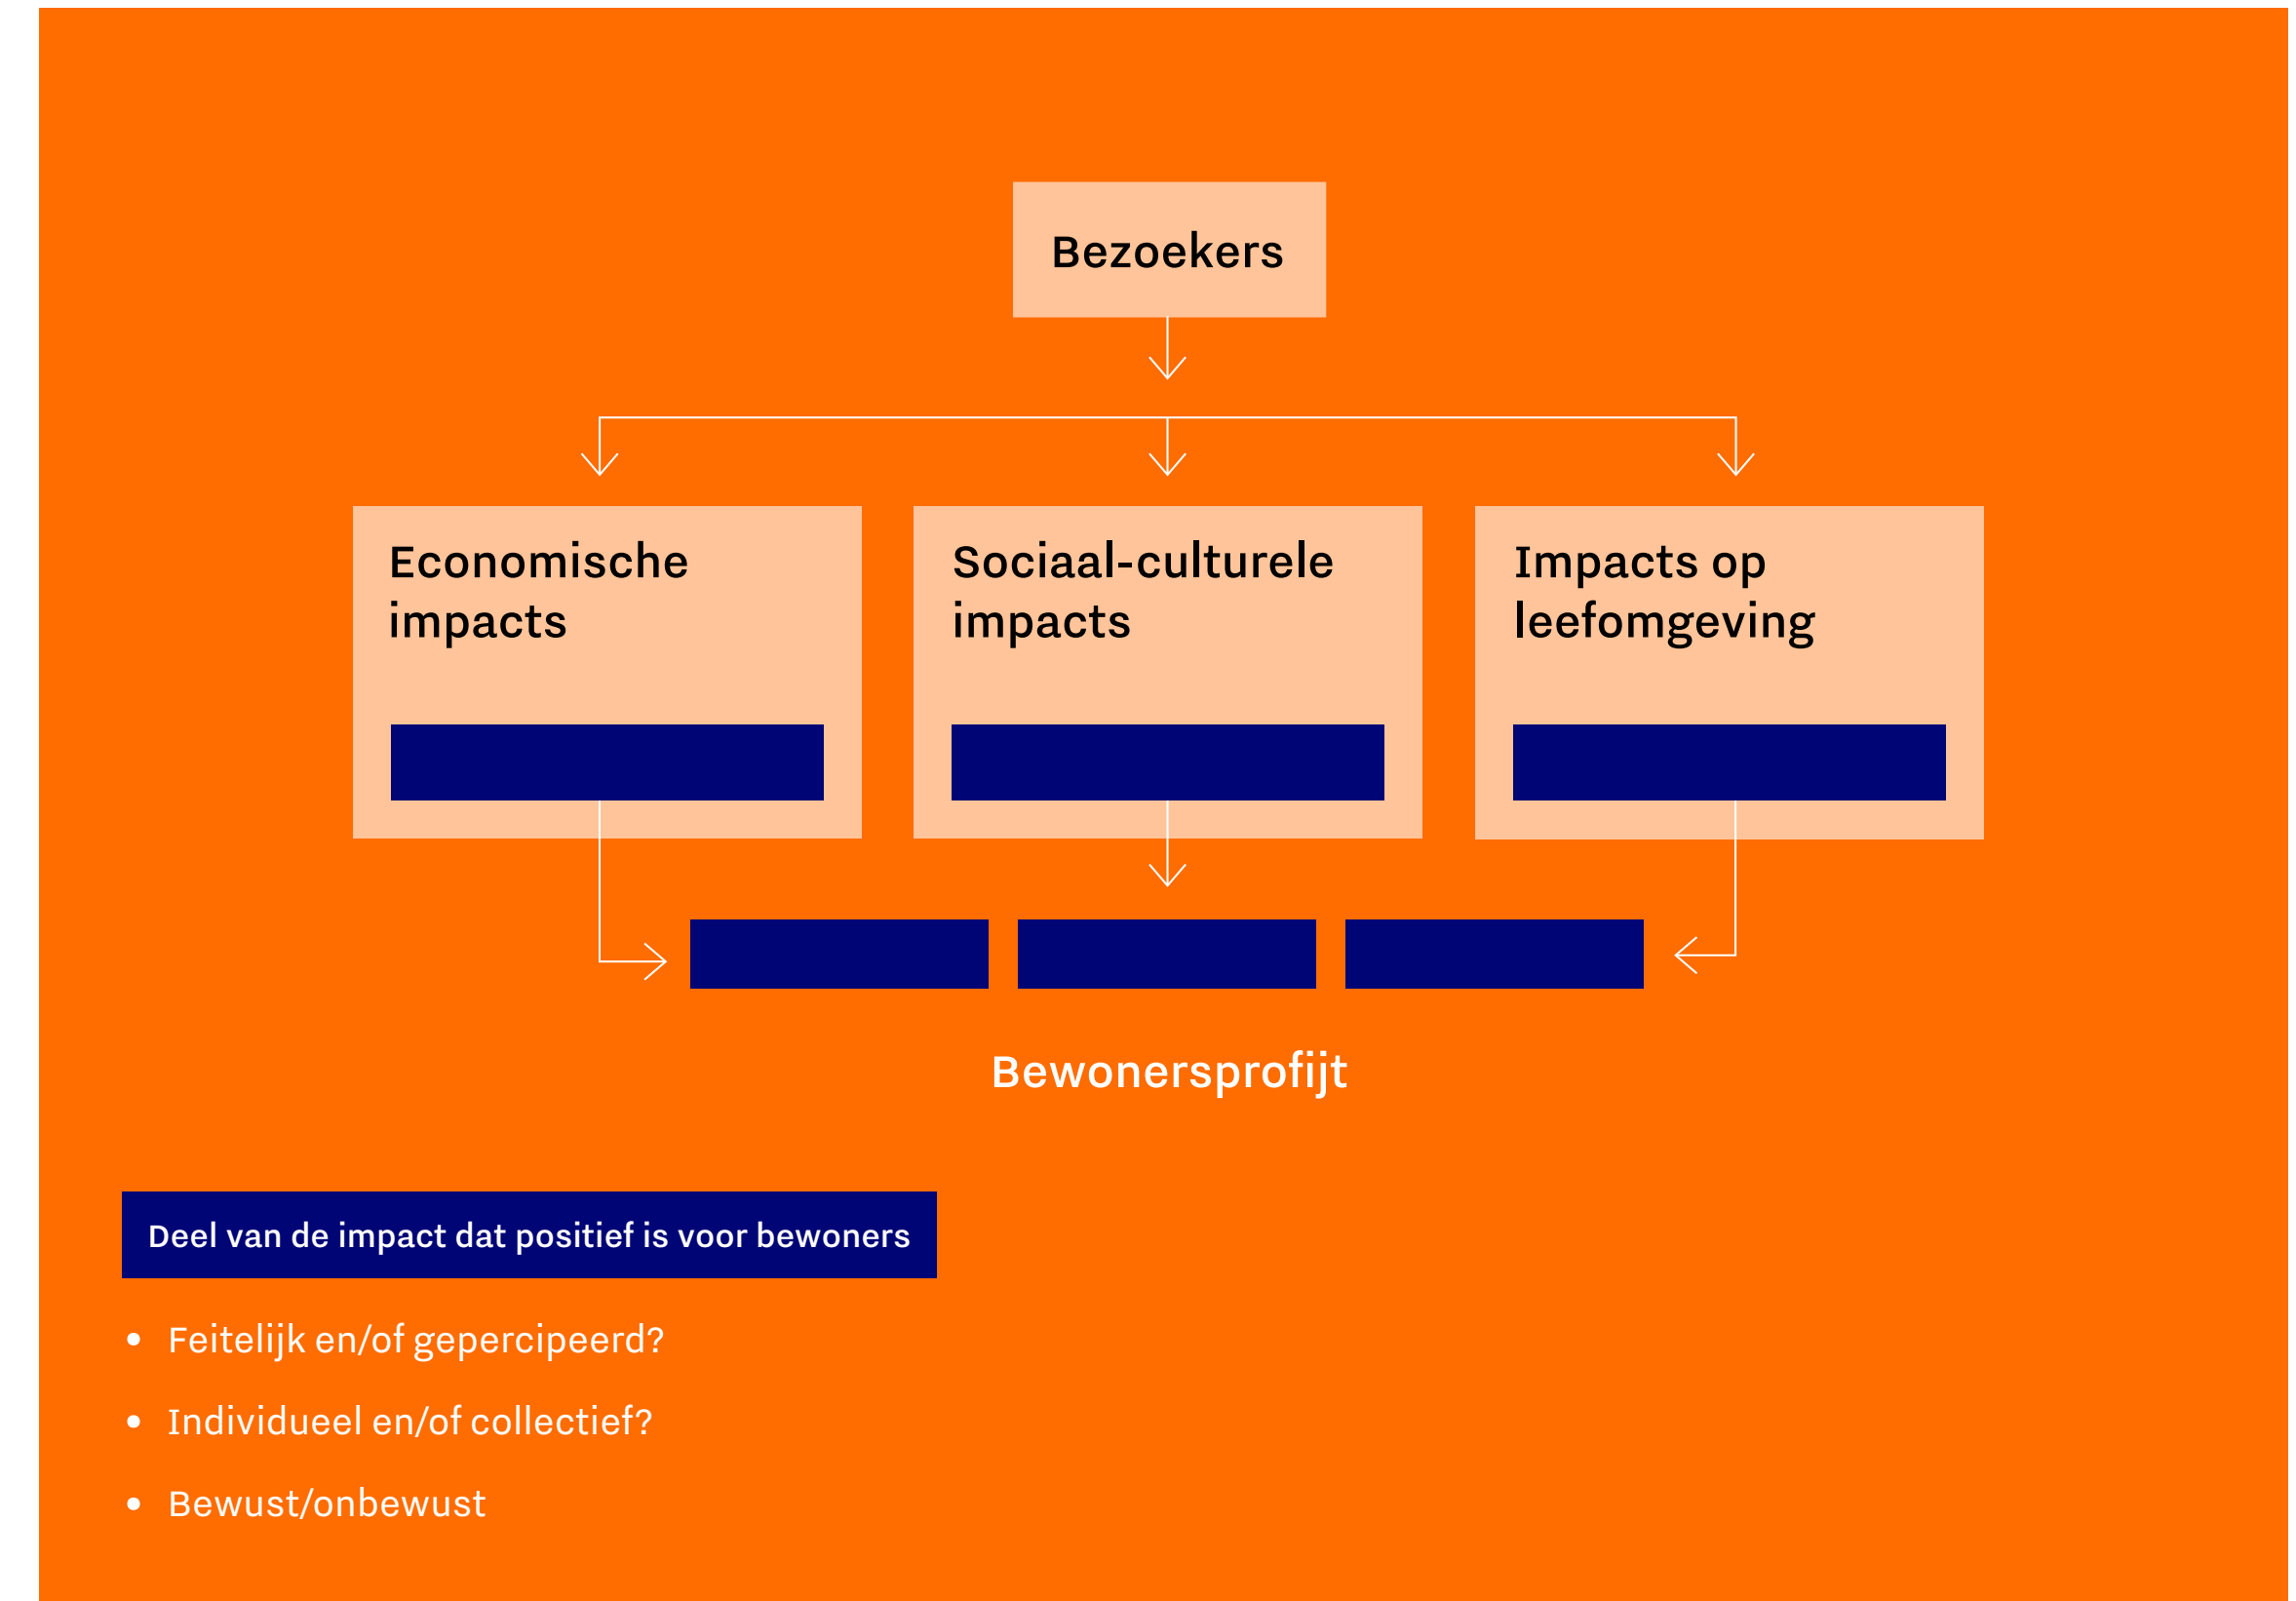 Bezoekers
Economische
impacts
Sociaal-culturele
impacts
Impacts op
leefomgeving
Bewonersprofijt
Deel van de impact dat positief is voor bewoners
• Feitelijk en/of gepercipeerd?
• Individueel en/of collectief?
• Bewust/onbewust